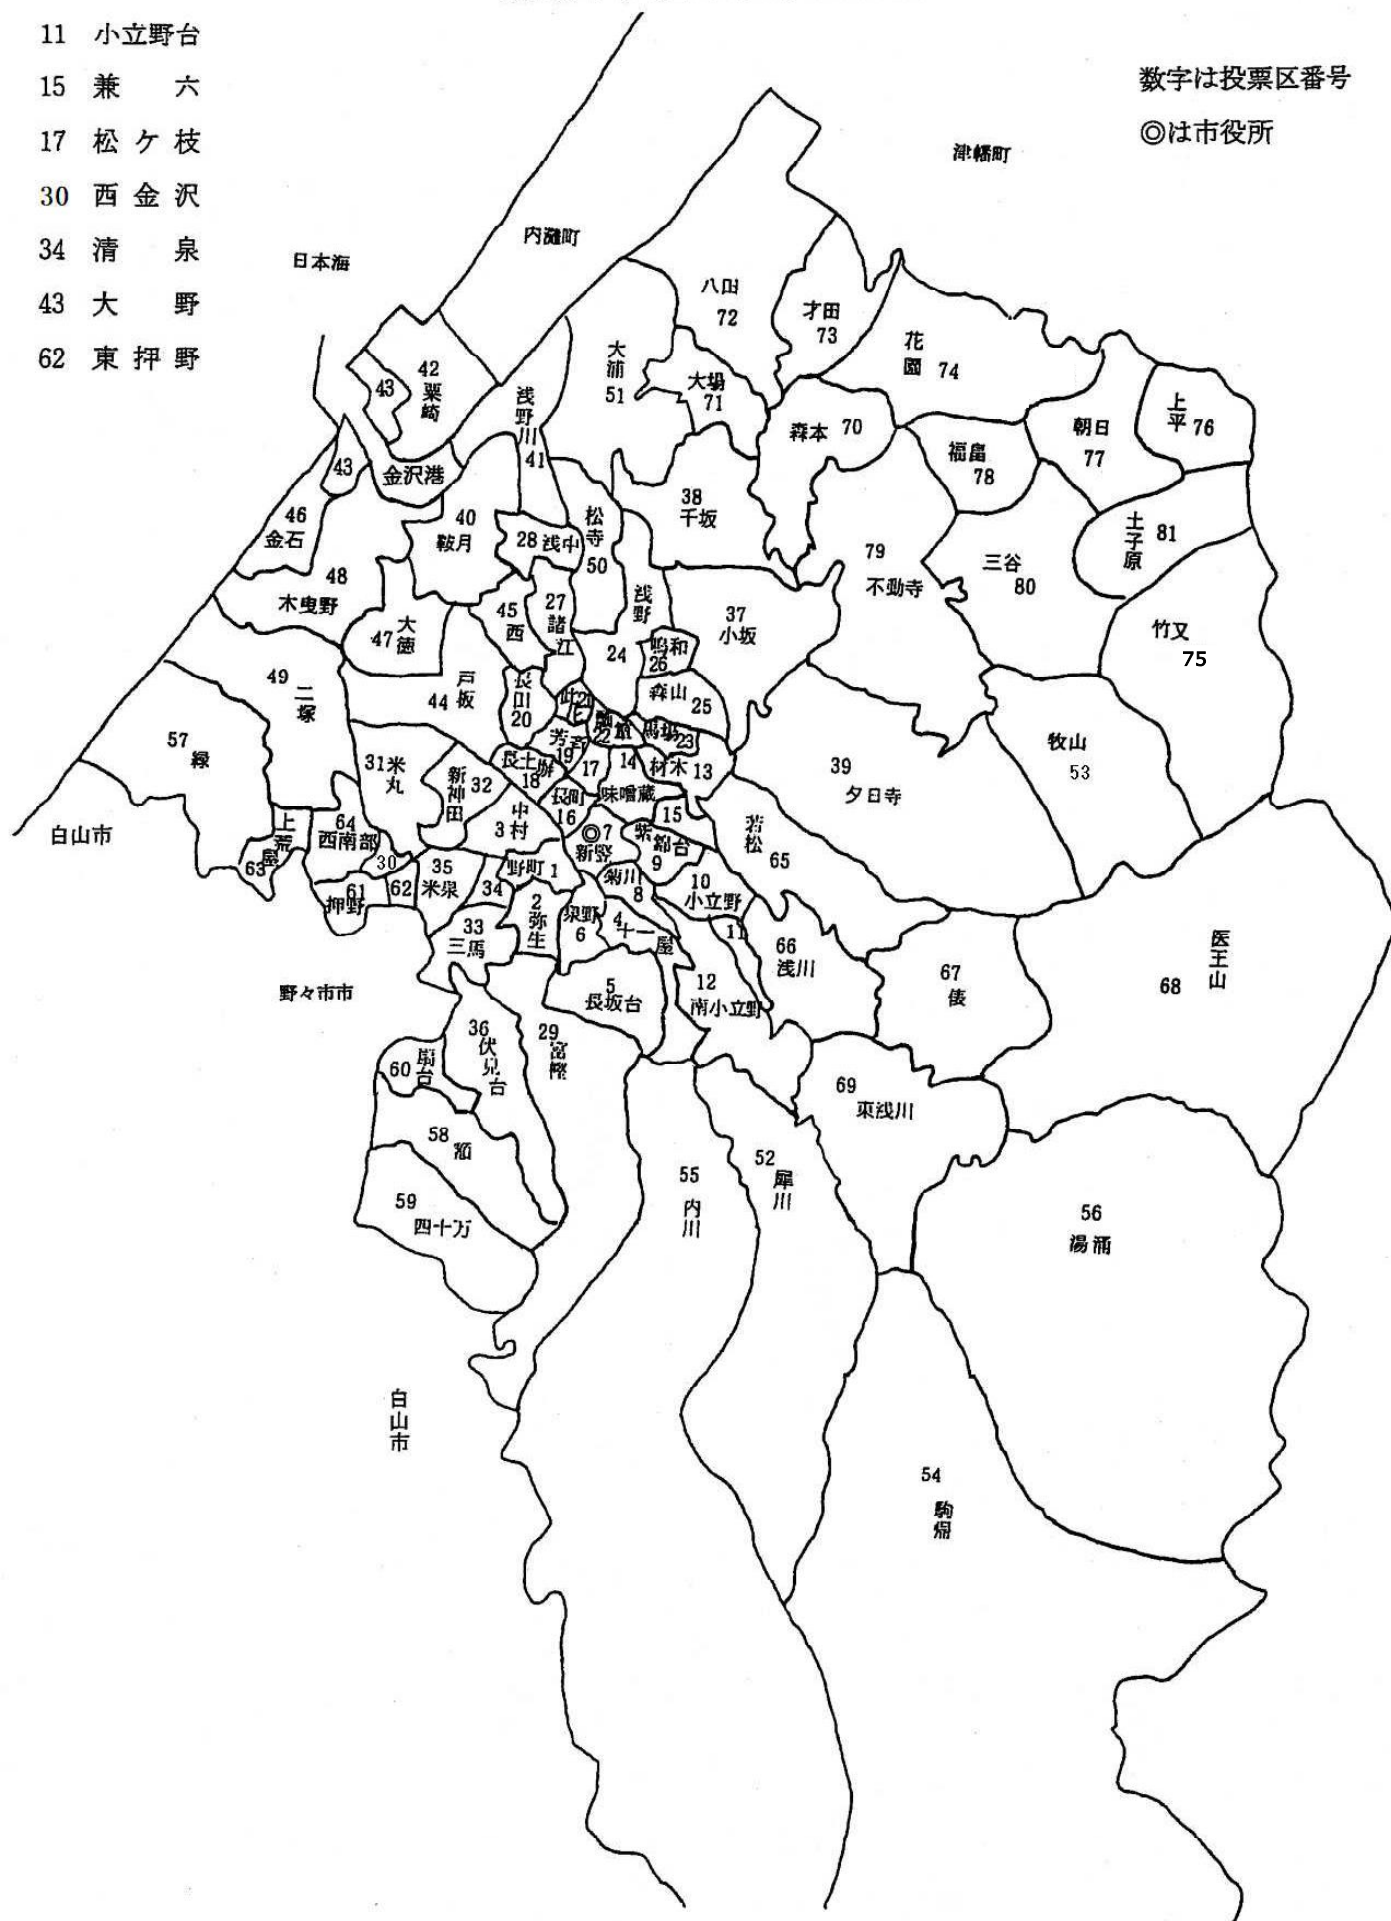 11 小立野台
15 兼六
17 松ケ枝
30 西金沢
34 清泉
43 大野
62 東押野
数字は投票区番号
◎は市役所
津幡町
内灘町
日本海
八田
72
才田
73
花園 74
大浦
51
大場
71
42
粟崎
43
浅野川
41
森本 70
朝日
77
上平 76
福畠
78
43
金沢港
46
金石
40
鞍月
28 浅中
松寺
50
38
千坂
79
不動寺
三谷
80
土子原
81
48
木曳野
47 大徳
45
西
27
諸江
浅野
24
鳴和
26
37
小坂
竹又
75
49
二塚
44 戸板
長田
20
森山 25
57
緑
31 米丸
新神田 32
芳斉
19
22
馬場 23
長土塀
18
17
14
味噌蔵
材木 13
39
夕日寺
牧山
53
長町
16
15
中村
3
◎7
新竪
紫錦台
9
若松
65
上荒屋
63
64
西南部
30
62
61
押野
35
米泉
34
野町 1
菊川
8
10
小立野
2
弥生
泉野
6
4
十一屋
11
33
三馬
66
浅川
67
俵
68
医王山
5
長坂台
12
南小立野
白山市
野々市市
36
伏見台
29
富樫
60 扇台
69
東浅川
58
額
59
四十万
55
内川
52
犀川
56
湯涌
白山市
54
駒帰